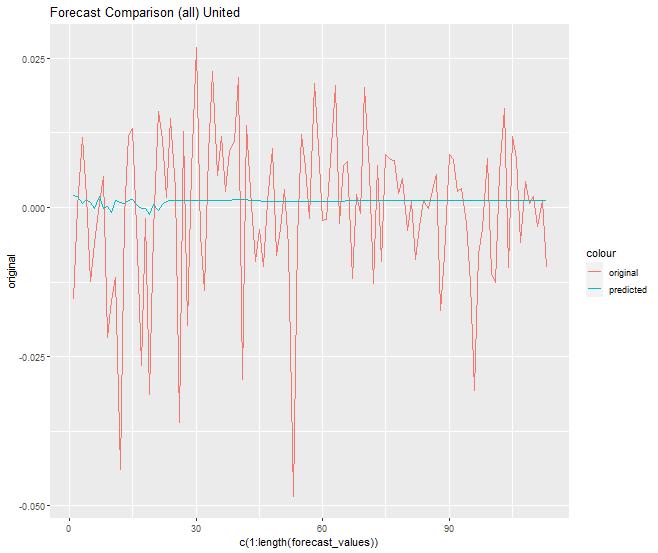 Forecast Comparison (all) United
0.025
0.000
-0.025
-0.050
original
0
30
60
90
c(1:length(forecast_values))
colour
original
predicted